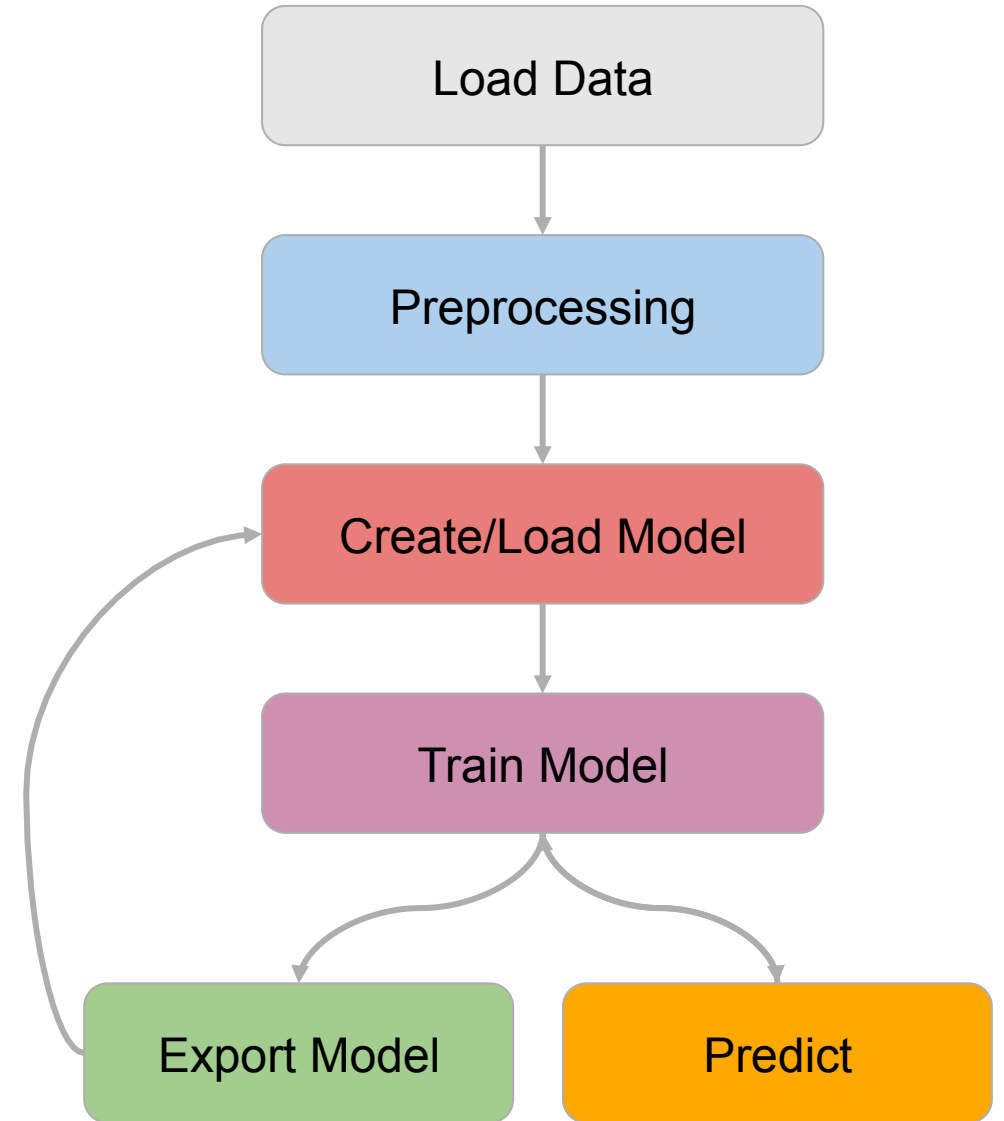 Load Data
Preprocessing
Create/Load Model
Train Model
Export Model
Predict